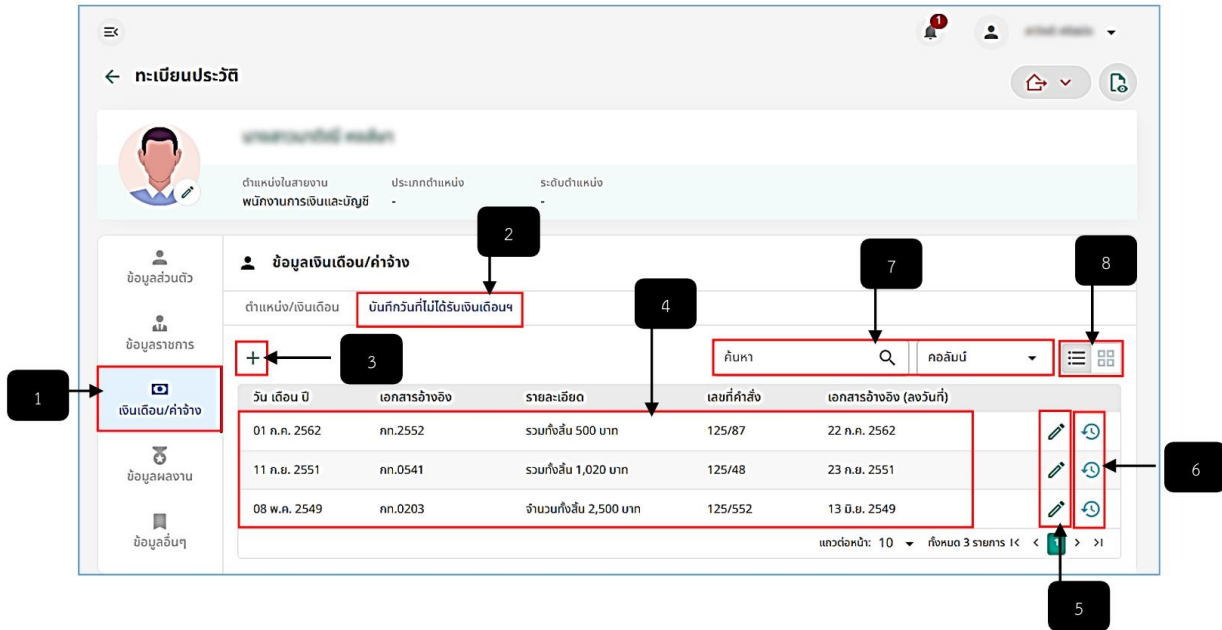 1
ทะเบียนประวัติ
ตำแหน่งในสายงาน ประเภทตำแหน่ง ระดับตำแหน่ง
พนักงานการเงินและบัญชี - -
2
ข้อมูลส่วนตัว
ข้อมูลเงินเดือน/ค่าจ้าง
7
8
ตำแหน่ง/เงินเดือน บันทึกวันที่ไม่ได้รับเงินเดือนฯ
4
ข้อมูลราชการ
+ 3 ค้นหา คอลัมน์
1
เงินเดือน/ค่าจ้าง
วัน เดือน ปี เอกสารอ้างอิง รายละเอียด เลขที่คำสั่ง เอกสารอ้างอิง (ลงวันที่)
01 ก.ค. 2562 กท.2552 รวมทั้งสิ้น 500 บาท 125/87 22 ก.ค. 2562
ข้อมูลผลงาน
11 ก.ย. 2551 กท.0541 รวมทั้งสิ้น 1,020 บาท 125/48 23 ก.ย. 2551
6
08 พ.ค. 2549 กท.0203 จำนวนทั้งสิ้น 2,500 บาท 125/552 13 มิ.ย. 2549
ข้อมูลอื่นๆ
แถวต่อหน้า: 10 ทั้งหมด 3 รายการ |< < 1 > >|
5